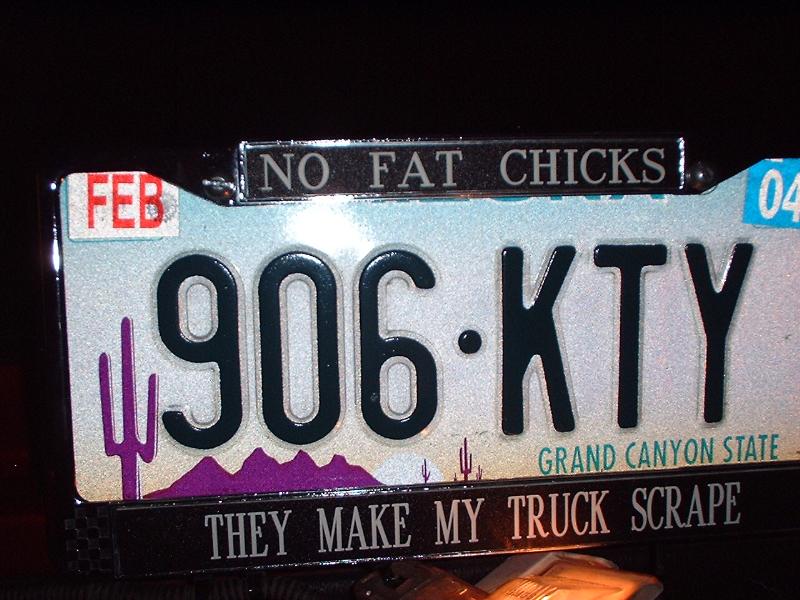 NO FAT CHICKS
FEB
04
906·KTY
GRAND CANYON STATE
THEY MAKE MY TRUCK SCRAPE